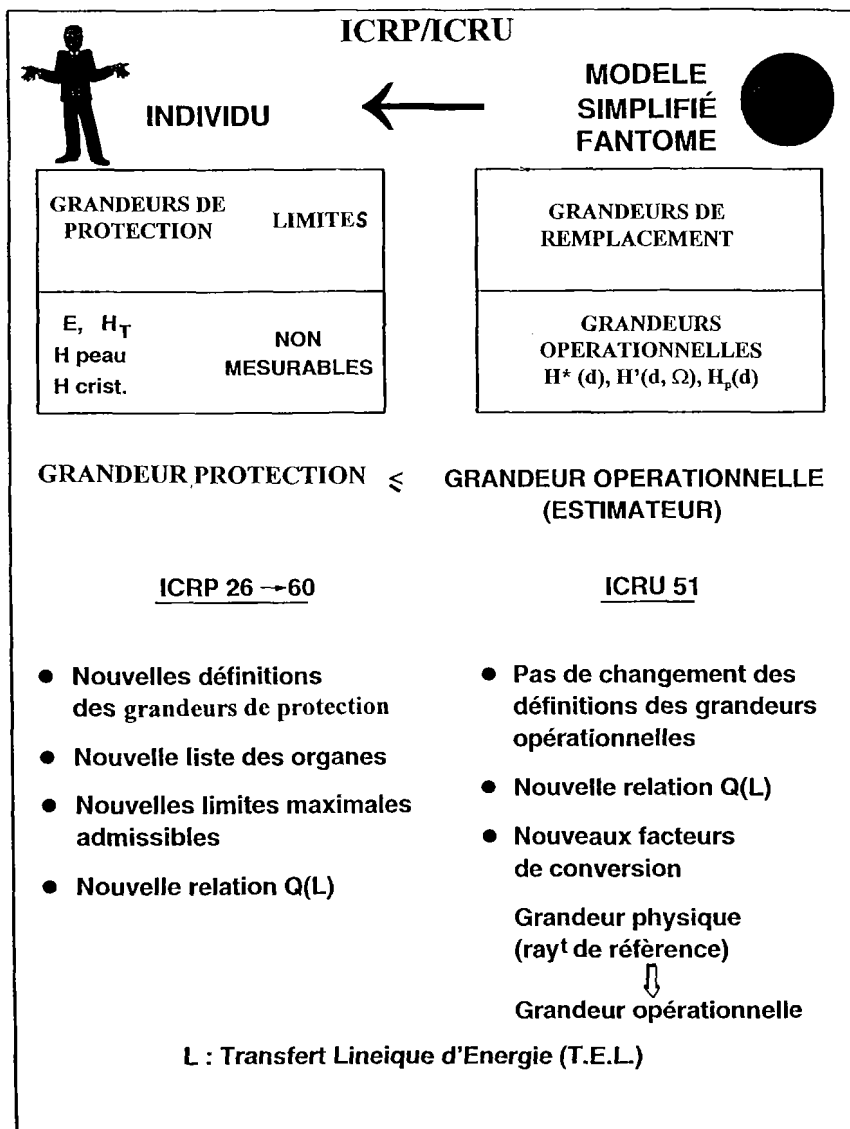 ICRP/ICRU
INDIVIDU
MODELE
SIMPLIFIÉ
FANTOME
GRANDEURS DE
PROTECTION
LIMITES
E, H_T
H peau
H crist.
NON
MESURABLES
GRANDEURS DE
REMPLACEMENT
GRANDEURS
OPERATIONNELLES
H* (d), H'(d, Ω), H_p(d)
GRANDEUR PROTECTION ≤ GRANDEUR OPERATIONNELLE
(ESTIMATEUR)
ICRP 26 → 60
● Nouvelles définitions
des grandeurs de protection
● Nouvelle liste des organes
● Nouvelles limites maximales
admissibles
● Nouvelle relation Q(L)
ICRU 51
● Pas de changement des
définitions des grandeurs
opérationnelles
● Nouvelle relation Q(L)
● Nouveaux facteurs
de conversion
Grandeur physique
(ray^t de réfèrence)
⇓
Grandeur opérationnelle
L : Transfert Lineique d'Energie (T.E.L.)